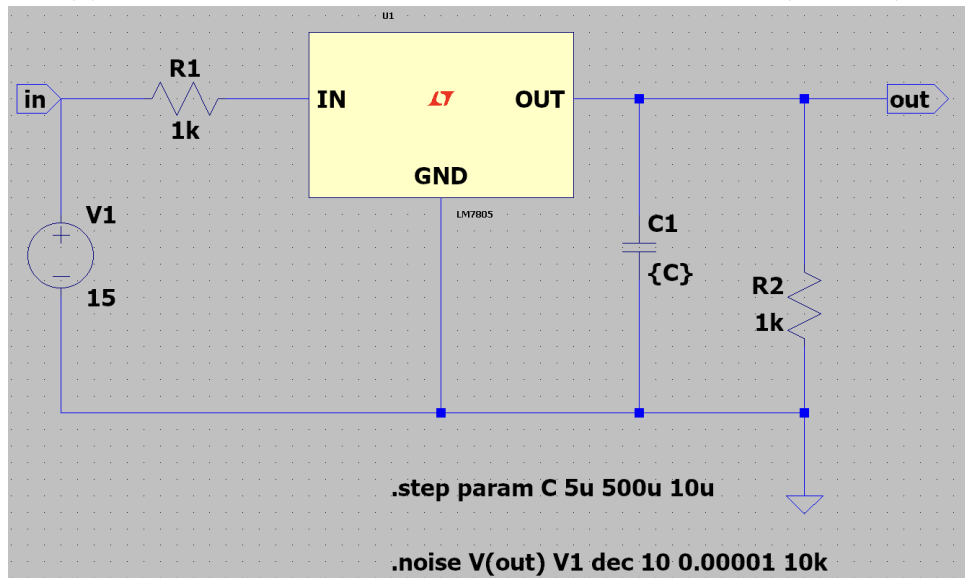 U1
R1
in
IN
OUT
out
1k
GND
LM7805
V1
C1
{C}
R2
15
1k
.step param C 5u 500u 10u
.noise V(out) V1 dec 10 0.00001 10k